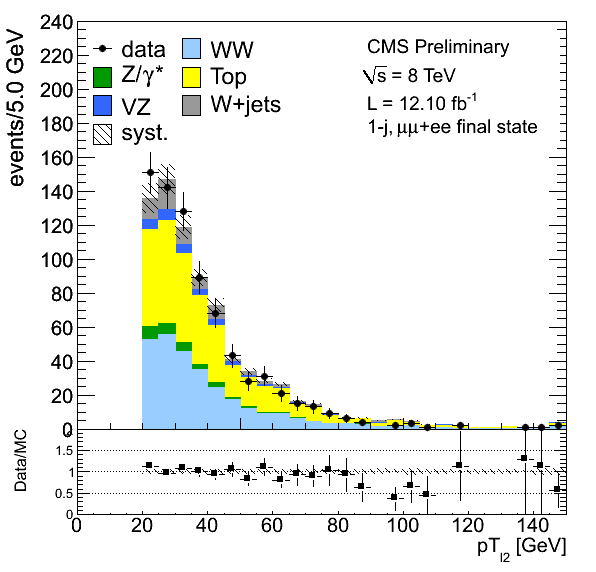 events/5.0 GeV
240
220
200
180
160
140
120
100
80
60
40
20
0
data
Z/γ*
VZ
syst.
WW
Top
W+jets
CMS Preliminary
√s = 8 TeV
L = 12.10 fb⁻¹
1-j, μμ+ee final state
Data/MC
1.5
1
0.5
0
0 20 40 60 80 100 120 140
pT_l2 [GeV]